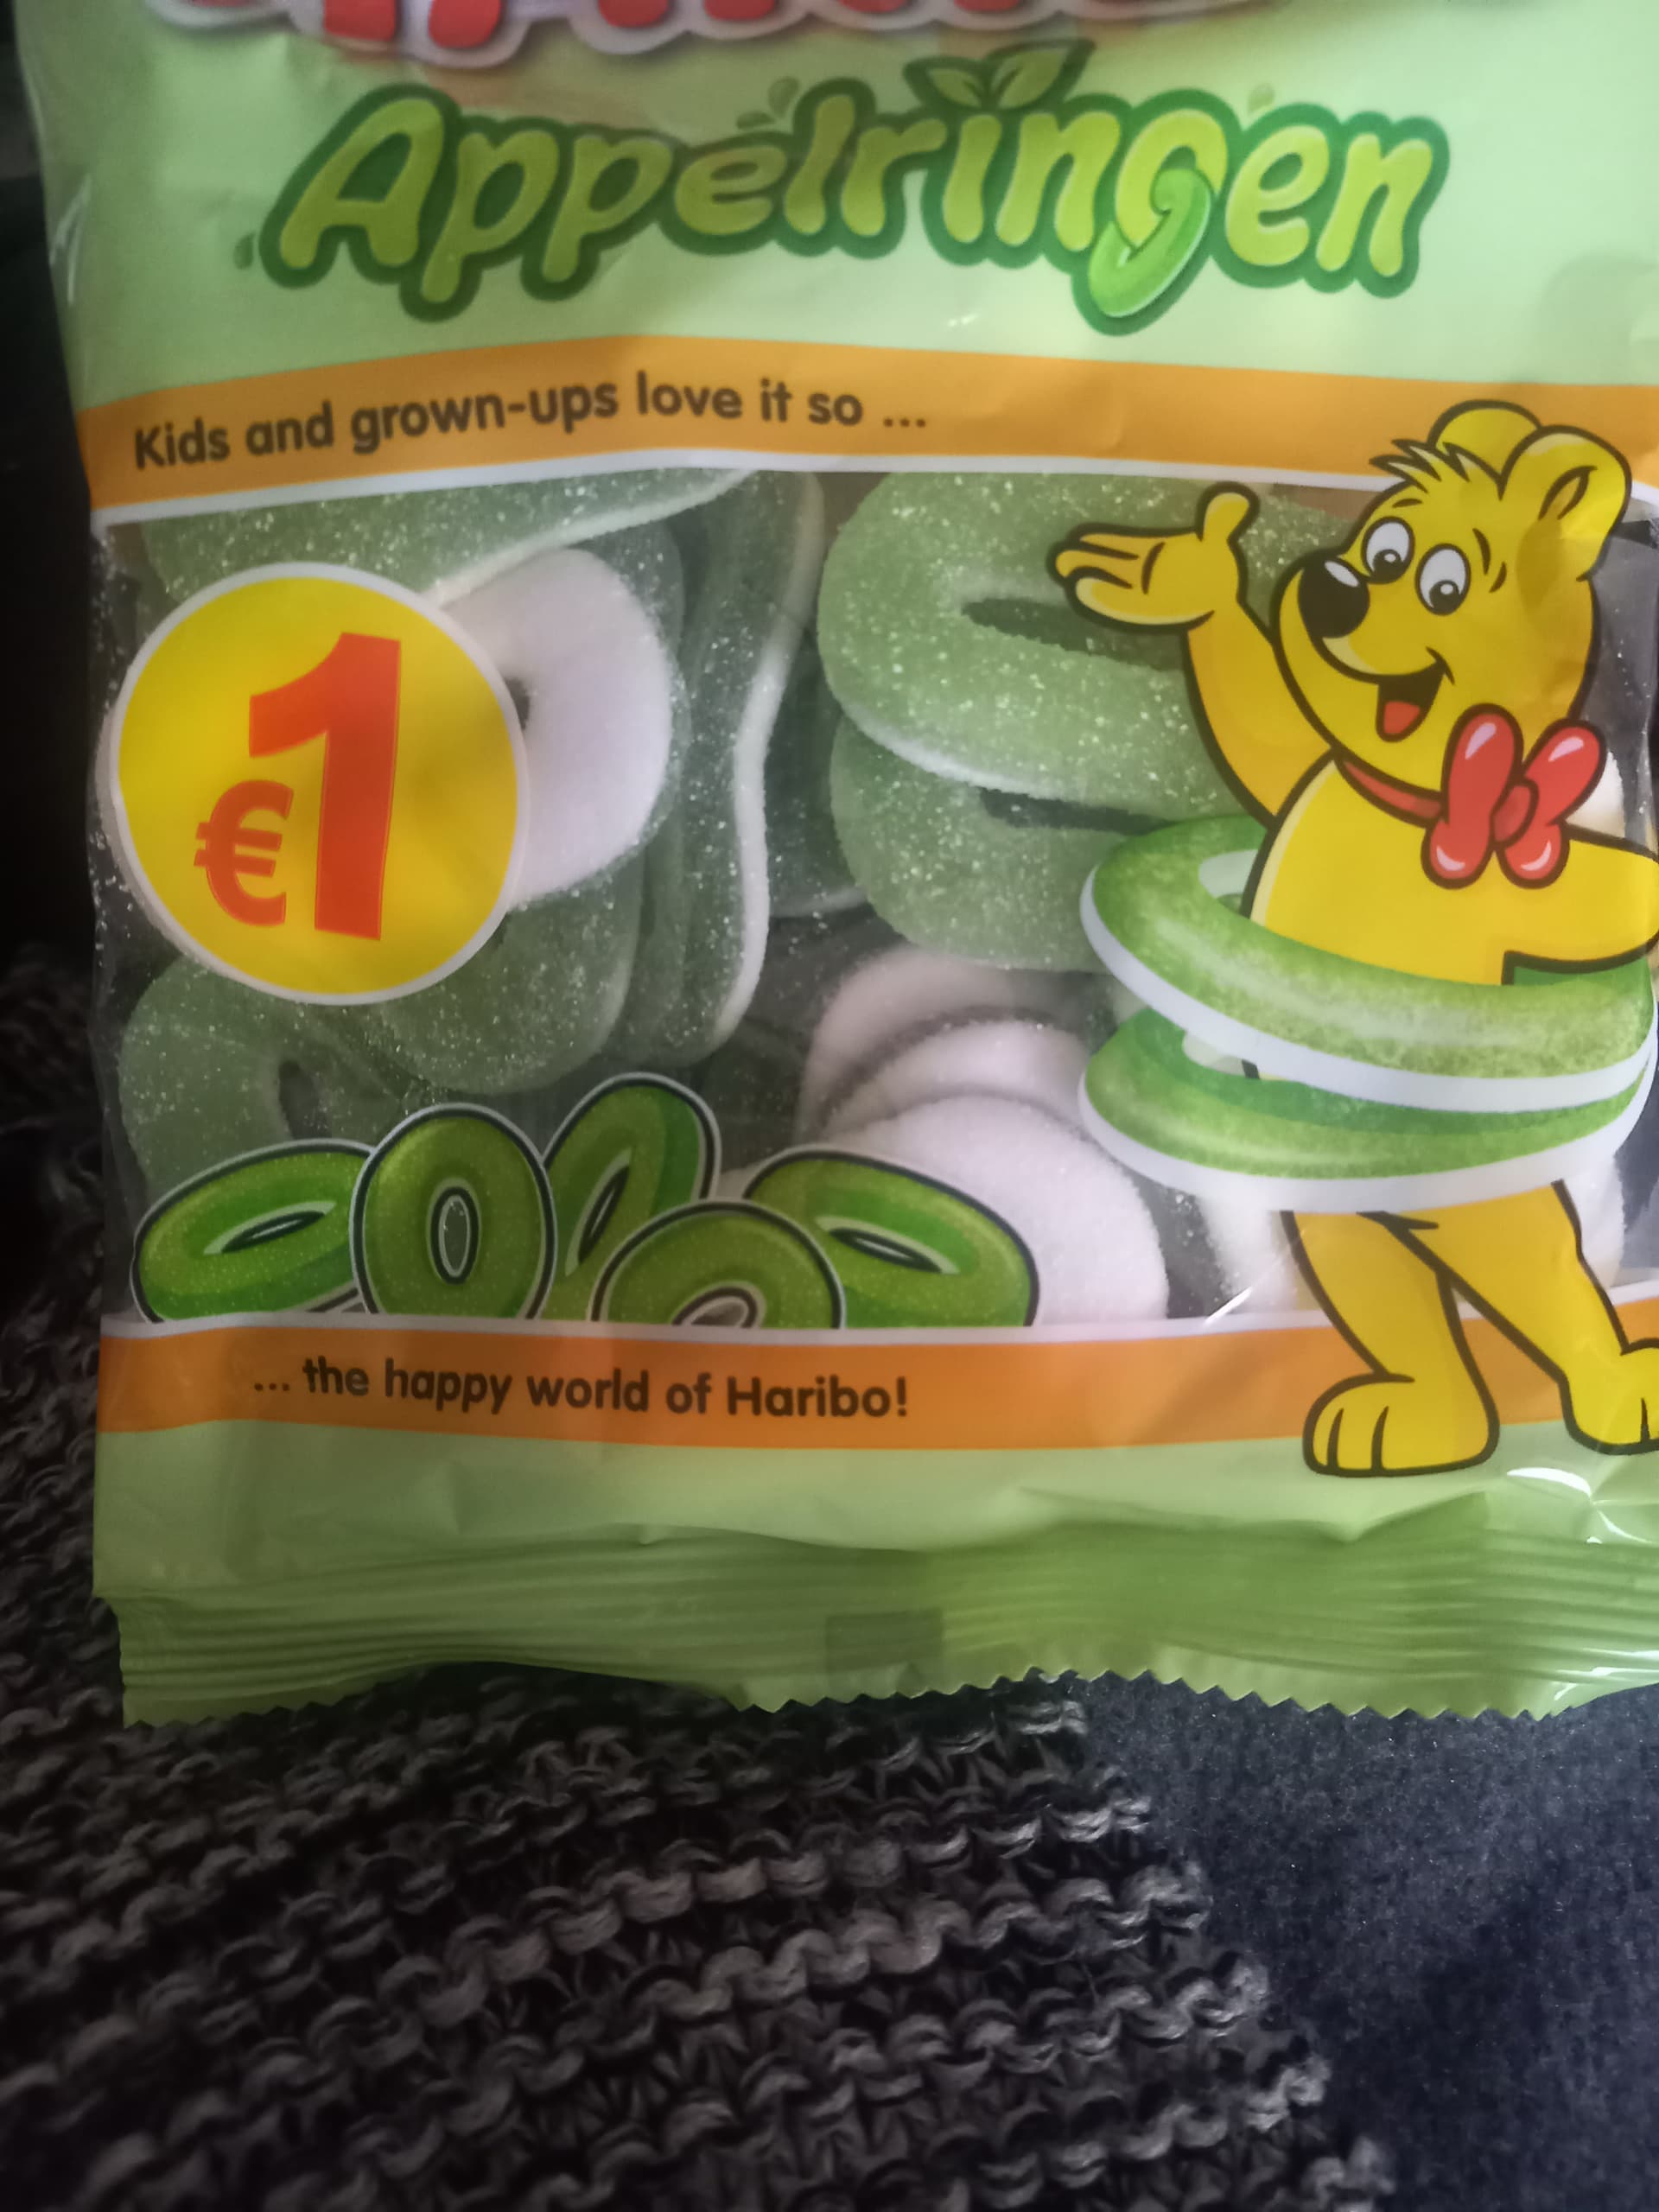 Appelringen
Kids and grown-ups love it so ...
€1
... the happy world of Haribo!